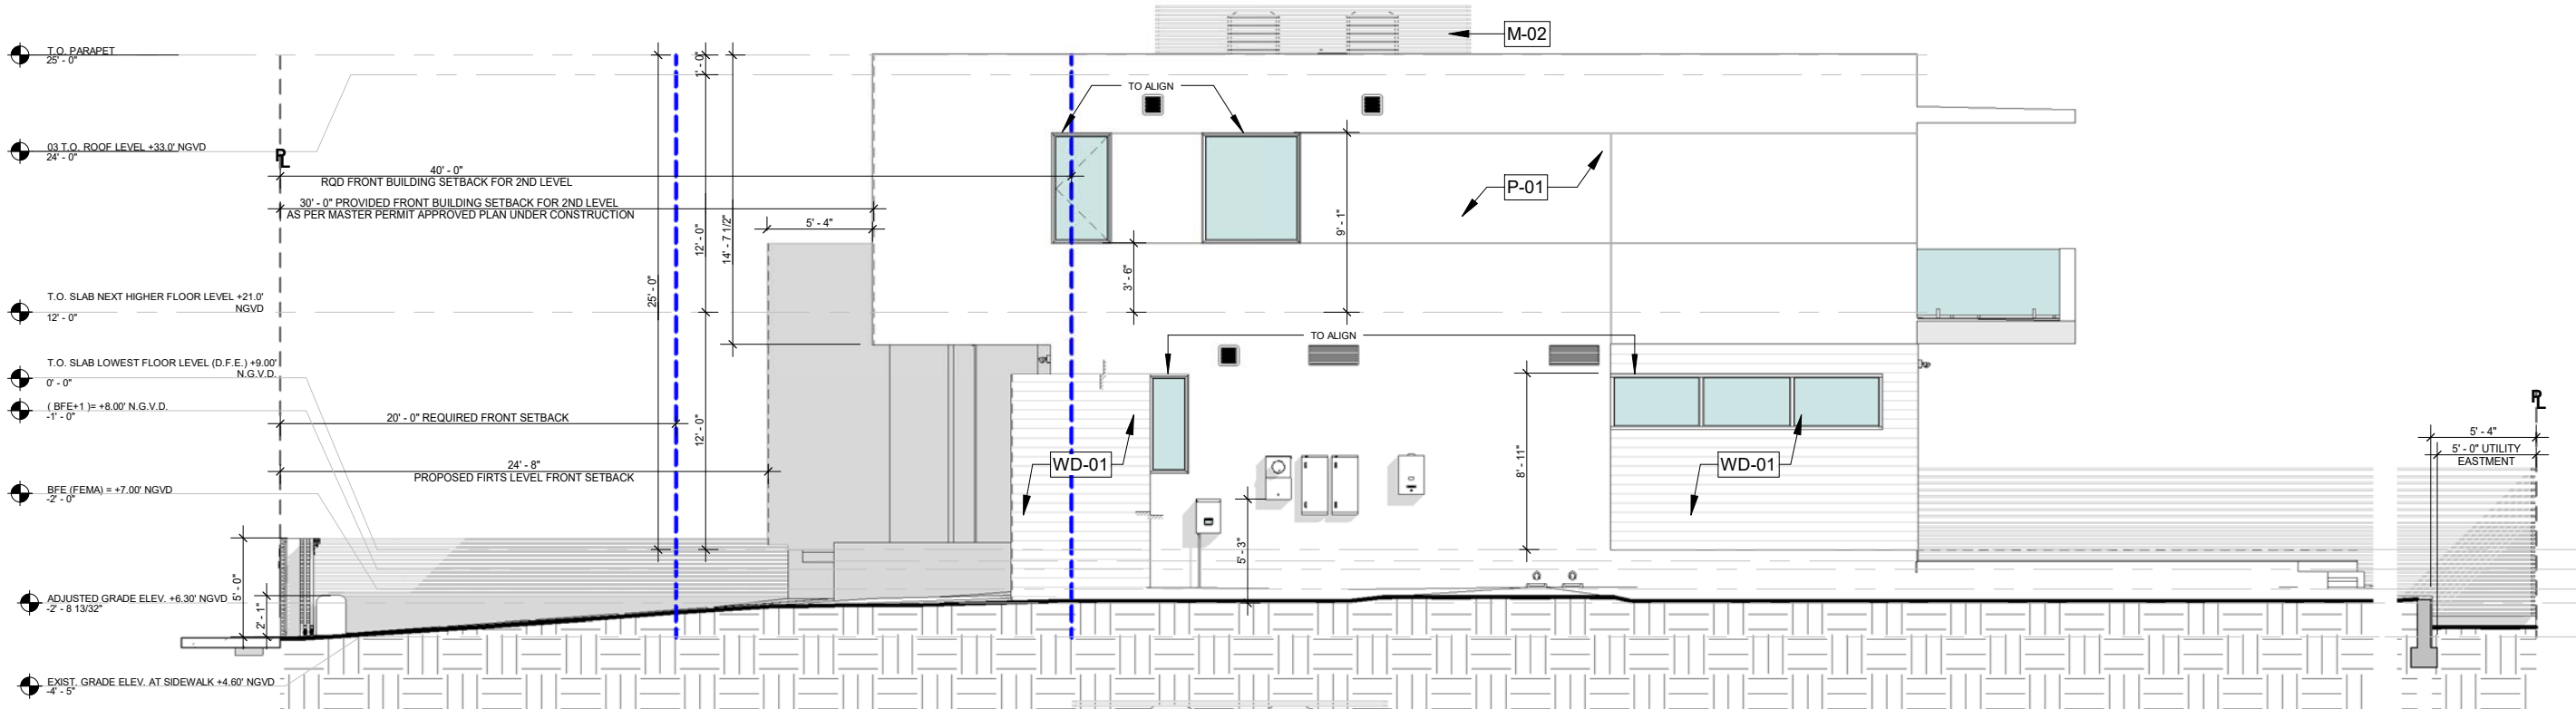 M-02
T.O. PARAPET
25' - 0"
1' - 0"
TO ALIGN
03 T.O. ROOF LEVEL +33.0' NGVD
24' - 0"
PL
40' - 0"
RQD FRONT BUILDING SETBACK FOR 2ND LEVEL
P-01
30' - 0" PROVIDED FRONT BUILDING SETBACK FOR 2ND LEVEL
AS PER MASTER PERMIT APPROVED PLAN UNDER CONSTRUCTION
5' - 4"
9' - 1"
12' - 0"
14' - 7 1/2"
25' - 0"
3' - 6"
T.O. SLAB NEXT HIGHER FLOOR LEVEL +21.0'
NGVD
12' - 0"
TO ALIGN
T.O. SLAB LOWEST FLOOR LEVEL (D.F.E.) +9.00'
N.G.V.D.
0' - 0"
( BFE+1 )= +8.00' N.G.V.D.
-1' - 0"
20' - 0" REQUIRED FRONT SETBACK
12' - 0"
PL
5' - 4"
5' - 0" UTILITY
EASTMENT
24' - 8"
PROPOSED FIRTS LEVEL FRONT SETBACK
WD-01
8' - 11"
WD-01
BFE (FEMA) = +7.00' NGVD
-2' - 0"
5' - 3"
5' - 0"
ADJUSTED GRADE ELEV. +6.30' NGVD
-2' - 8 13/32"
2' - 1"
EXIST. GRADE ELEV. AT SIDEWALK +4.60' NGVD
-4' - 5"